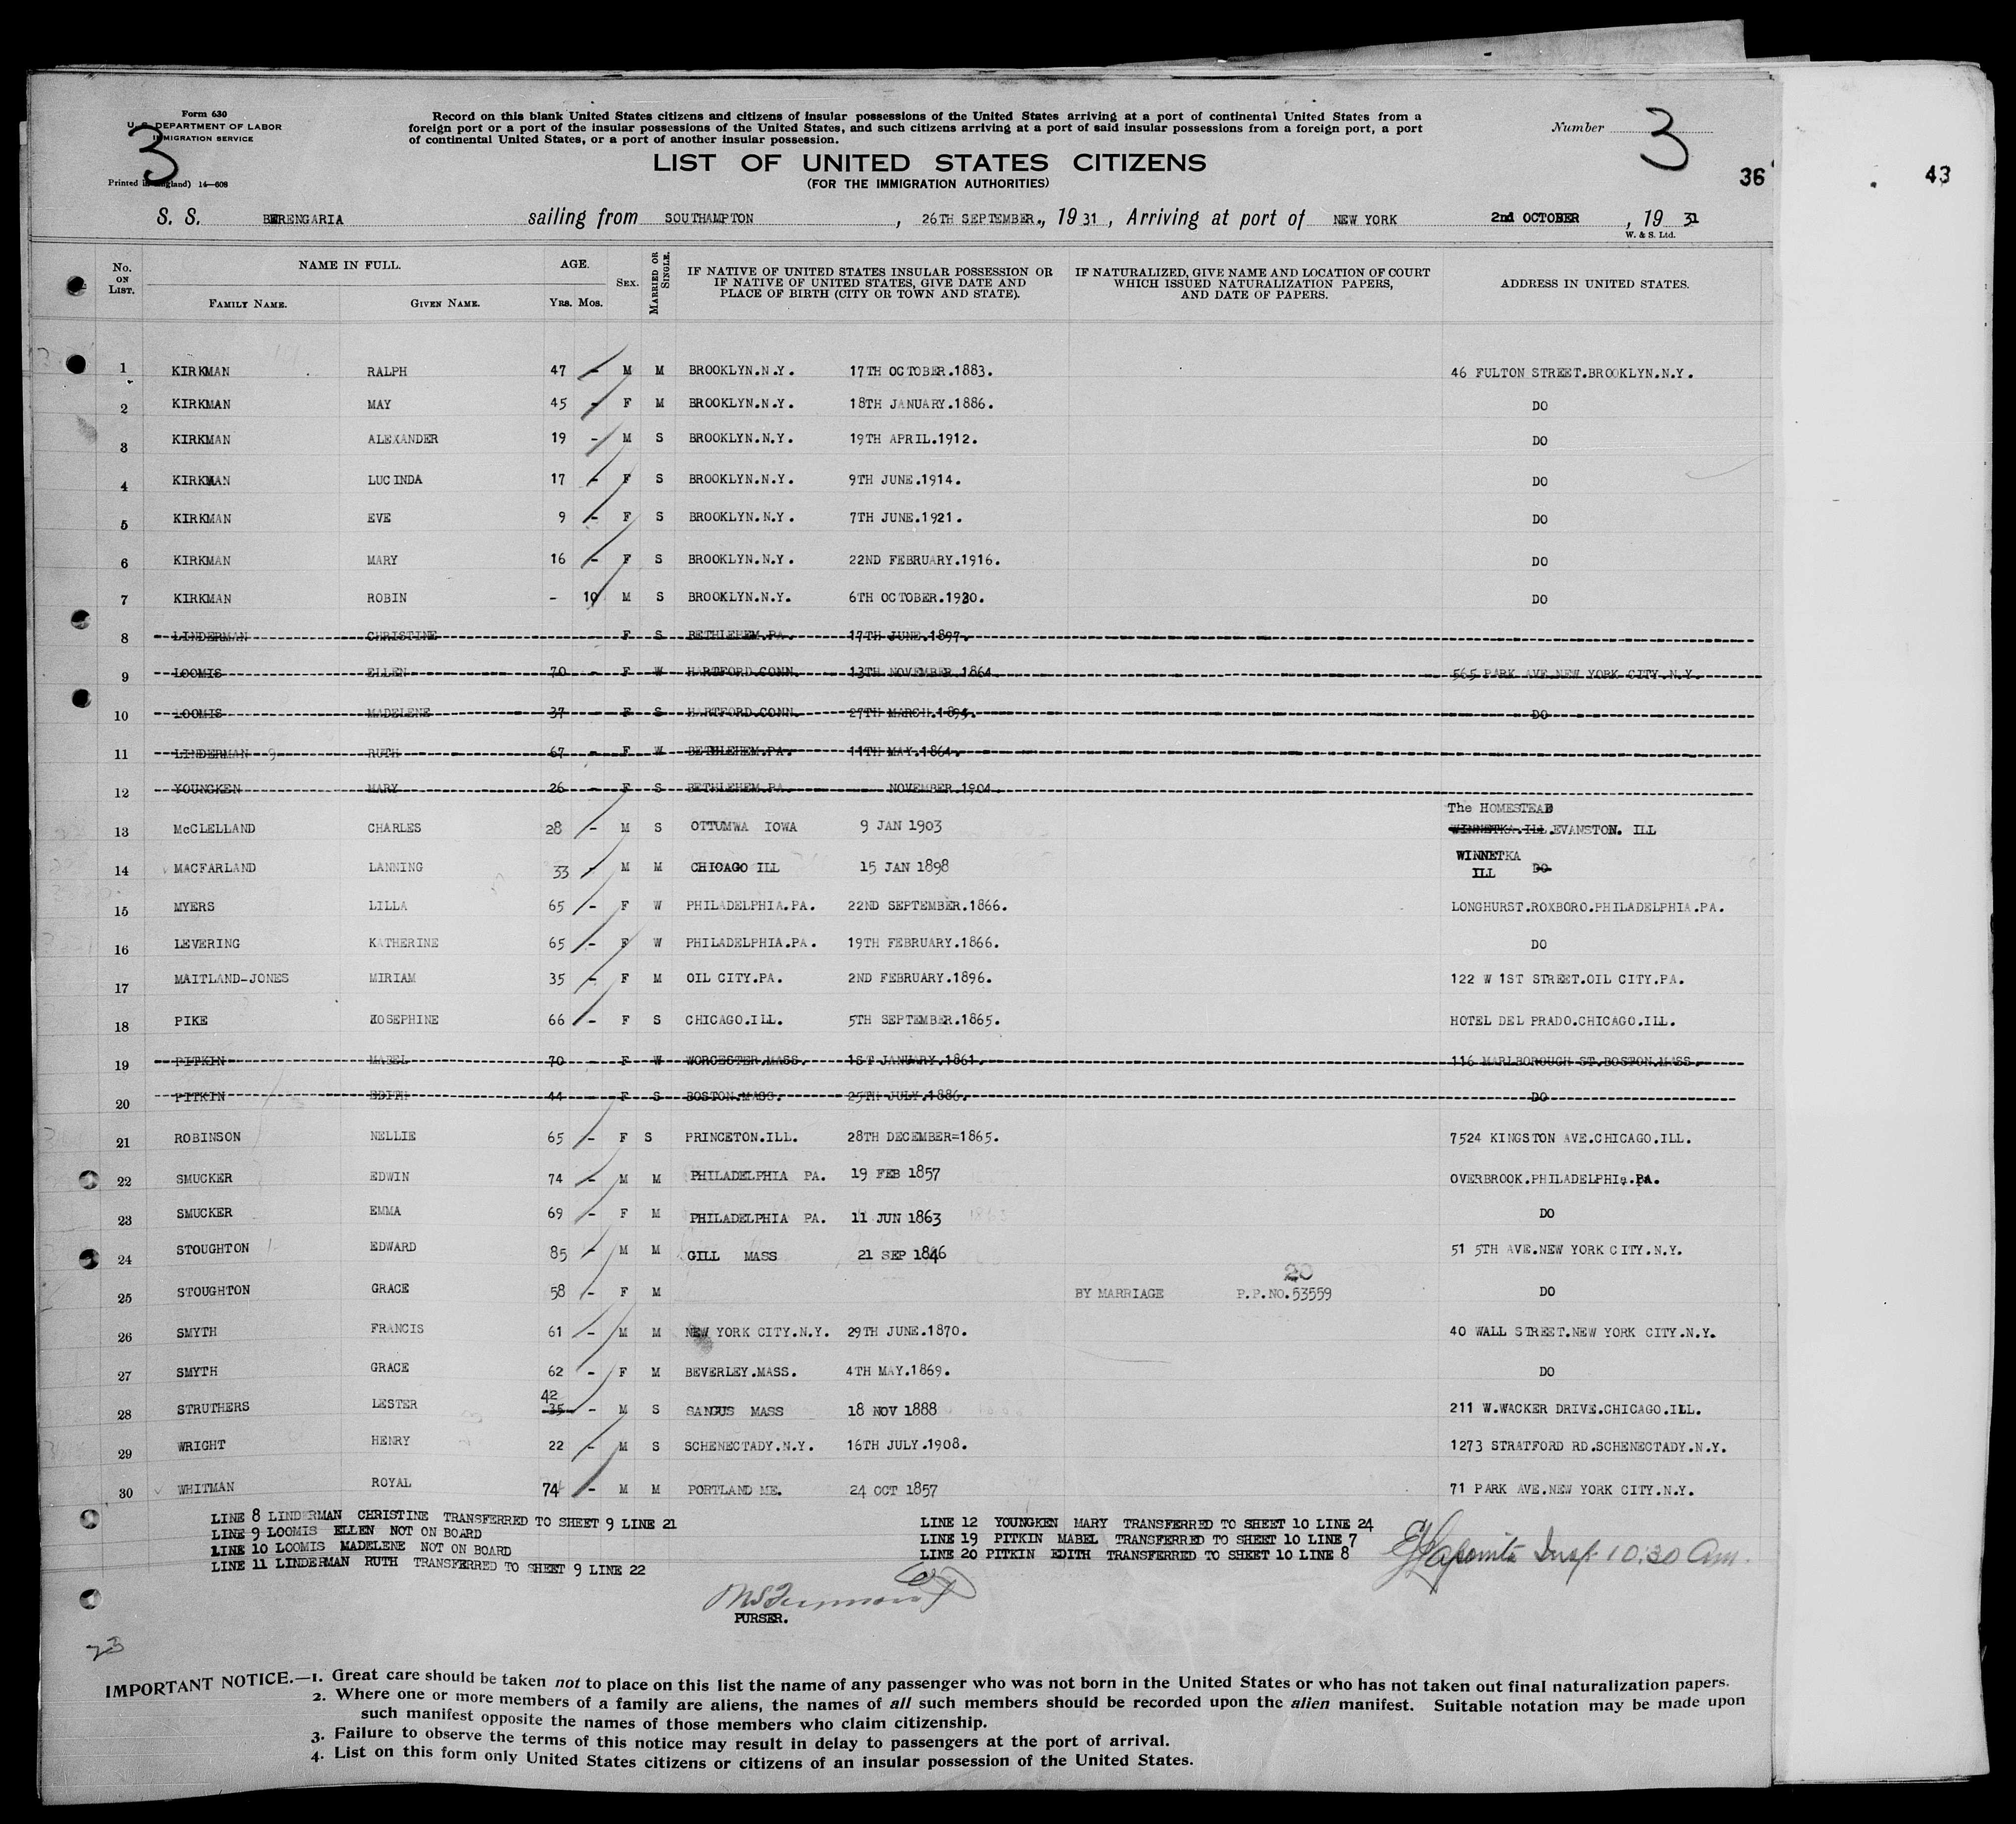 Form 630
U. S. DEPARTMENT OF LABOR
IMMIGRATION SERVICE
3
Printed in England) 14—608
Record on this blank United States citizens and citizens of insular possessions of the United States arriving at a port of continental United States from a
foreign port or a port of the insular possessions of the United States, and such citizens arriving at a port of said insular possessions from a foreign port, a port
of continental United States, or a port of another insular possession.
LIST OF UNITED STATES CITIZENS
(FOR THE IMMIGRATION AUTHORITIES)
Number 3
36
43
S. S. BERENGARIA sailing from SOUTHAMPTON, 26TH SEPTEMBER., 1931, Arriving at port of NEW YORK 2nd OCTOBER, 1931
W. & S. Ltd.
No. ON LIST. NAME IN FULL. AGE. SEX. MARRIED OR SINGLE. IF NATIVE OF UNITED STATES INSULAR POSSESSION OR IF NATIVE OF UNITED STATES, GIVE DATE AND PLACE OF BIRTH (CITY OR TOWN AND STATE). IF NATURALIZED, GIVE NAME AND LOCATION OF COURT WHICH ISSUED NATURALIZATION PAPERS, AND DATE OF PAPERS. ADDRESS IN UNITED STATES.
FAMILY NAME. GIVEN NAME. YRS. MOS.
1 KIRKMAN RALPH 47 - M M BROOKLYN.N.Y. 17TH OCTOBER.1883. 46 FULTON STREET.BROOKLYN.N.Y.
2 KIRKMAN MAY 45 - F M BROOKLYN.N.Y. 18TH JANUARY.1886. DO
3 KIRKMAN ALEXANDER 19 - M S BROOKLYN.N.Y. 19TH APRIL.1912. DO
4 KIRKMAN LUCINDA 17 - F S BROOKLYN.N.Y. 9TH JUNE.1914. DO
5 KIRKMAN EVE 9 - F S BROOKLYN.N.Y. 7TH JUNE.1921. DO
6 KIRKMAN MARY 16 - F S BROOKLYN.N.Y. 22ND FEBRUARY.1916. DO
7 KIRKMAN ROBIN - 10 M S BROOKLYN.N.Y. 6TH OCTOBER.1930. DO
8 LINDERMAN CHRISTINE F S BETHLEHEM.PA. 17TH JUNE.1897.
9 LOOMIS ELLEN 70 - F W HARTFORD.CONN. 13TH NOVEMBER.1864. 565 PARK AVE.NEW YORK CITY.N.Y.
10 LOOMIS MADELENE 37 - F S HARTFORD.CONN. 27TH MARCH.1894. DO
11 LINDERMAN 9 RUTH 67 - F W BETHLEHEM.PA. 11TH MAY.1864.
12 YOUNGKEN MARY 26 - F S BETHLEHEM.PA. NOVEMBER.1904.
The HOMESTEAD
13 McCLELLAND CHARLES 28 - M S OTTUMWA IOWA 9 JAN 1903 WINNETKA.ILL.EVANSTON. ILL
14 MACFARLAND LANNING 33 - M M CHICAGO ILL 15 JAN 1898 WINNETKA ILL DO
15 MYERS LILLA 65 - F W PHILADELPHIA.PA. 22ND SEPTEMBER.1866. LONGHURST.ROXBORO.PHILADELPHIA.PA.
16 LEVERING KATHERINE 65 - F W PHILADELPHIA.PA. 19TH FEBRUARY.1866. DO
17 MAITLAND-JONES MIRIAM 35 - F M OIL CITY.PA. 2ND FEBRUARY.1896. 122 W 1ST STREET.OIL CITY.PA.
18 PIKE JOSEPHINE 66 - F S CHICAGO.ILL. 5TH SEPTEMBER.1865. HOTEL DEL PRADO.CHICAGO.ILL.
19 PITKIN MABEL 70 - F W WORCESTER.MASS. 1ST JANUARY.1861. 116 MARLBOROUGH ST.BOSTON.MASS.
20 PITKIN EDITH 44 - F S BOSTON.MASS. 25TH JULY.1886. DO
21 ROBINSON NELLIE 65 - F S PRINCETON.ILL. 28TH DECEMBER=1865. 7524 KINGSTON AVE.CHICAGO.ILL.
22 SMUCKER EDWIN 74 - M M PHILADELPHIA PA. 19 FEB 1857 OVERBROOK.PHILADELPHIa.PA.
23 SMUCKER EMMA 69 - F M PHILADELPHIA PA. 11 JUN 1863 DO
24 STOUGHTON EDWARD 85 - M M GILL MASS 21 SEP 1846 51 5TH AVE.NEW YORK CITY.N.Y.
20
25 STOUGHTON GRACE 58 - F M BY MARRIAGE P.P.NO.53559 DO
26 SMYTH FRANCIS 61 - M M NEW YORK CITY.N.Y. 29TH JUNE.1870. 40 WALL STREET.NEW YORK CITY.N.Y.
27 SMYTH GRACE 62 - F M BEVERLEY.MASS. 4TH MAY.1869. DO
42
28 STRUTHERS LESTER 35 - M S SANGUS MASS 18 NOV 1888 211 W.WACKER DRIVE.CHICAGO.ILL.
29 WRIGHT HENRY 22 - M S SCHENECTADY.N.Y. 16TH JULY.1908. 1273 STRATFORD RD.SCHENECTADY.N.Y.
30 WHITMAN ROYAL 74 - M M PORTLAND ME. 24 OCT 1857 71 PARK AVE.NEW YORK CITY.N.Y.
LINE 8 LINDERMAN CHRISTINE TRANSFERRED TO SHEET 9 LINE 21
LINE 9 LOOMIS ELLEN NOT ON BOARD
LINE 10 LOOMIS MADELENE NOT ON BOARD
LINE 11 LINDERMAN RUTH TRANSFERRED TO SHEET 9 LINE 22
LINE 12 YOUNGKEN MARY TRANSFERRED TO SHEET 10 LINE 24
LINE 19 PITKIN MABEL TRANSFERRED TO SHEET 10 LINE 7
LINE 20 PITKIN EDITH TRANSFERRED TO SHEET 10 LINE 8
Insp 10:30 Am.
PURSER.
23
IMPORTANT NOTICE.—1. Great care should be taken not to place on this list the name of any passenger who was not born in the United States or who has not taken out final naturalization papers.
2. Where one or more members of a family are aliens, the names of all such members should be recorded upon the alien manifest. Suitable notation may be made upon
such manifest opposite the names of those members who claim citizenship.
3. Failure to observe the terms of this notice may result in delay to passengers at the port of arrival.
4. List on this form only United States citizens or citizens of an insular possession of the United States.